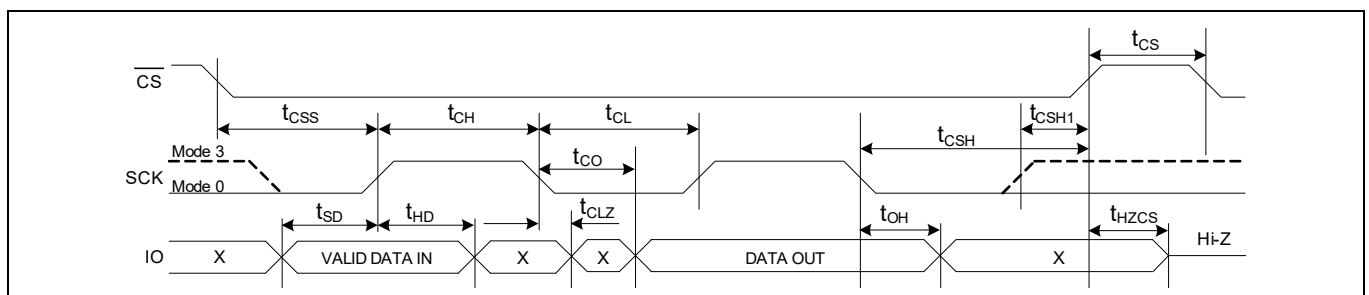 tCS
CS
tCSS
tCH
tCL
tCSH
tCSH1
Mode 3
SCK
Mode 0
tCO
tSD
tHD
tCLZ
tOH
tHZCS
IO
X
VALID DATA IN
X
X
DATA OUT
X
Hi-Z